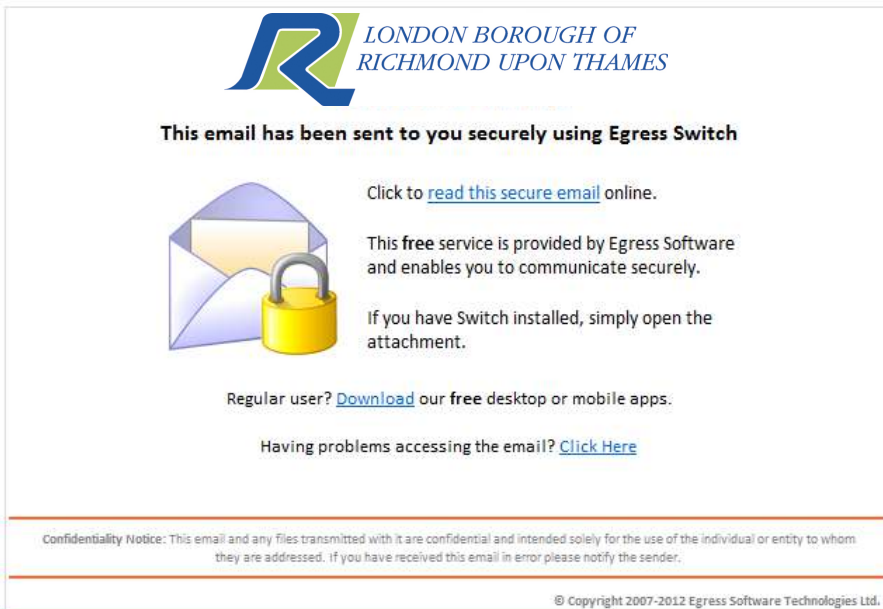 LONDON BOROUGH OF
RICHMOND UPON THAMES
This email has been sent to you securely using Egress Switch
Click to read this secure email online.
This free service is provided by Egress Software
and enables you to communicate securely.
If you have Switch installed, simply open the
attachment.
Regular user? Download our free desktop or mobile apps.
Having problems accessing the email? Click Here
Confidentiality Notice: This email and any files transmitted with it are confidential and intended solely for the use of the individual or entity to whom
they are addressed. If you have received this email in error please notify the sender.
© Copyright 2007-2012 Egress Software Technologies Ltd.